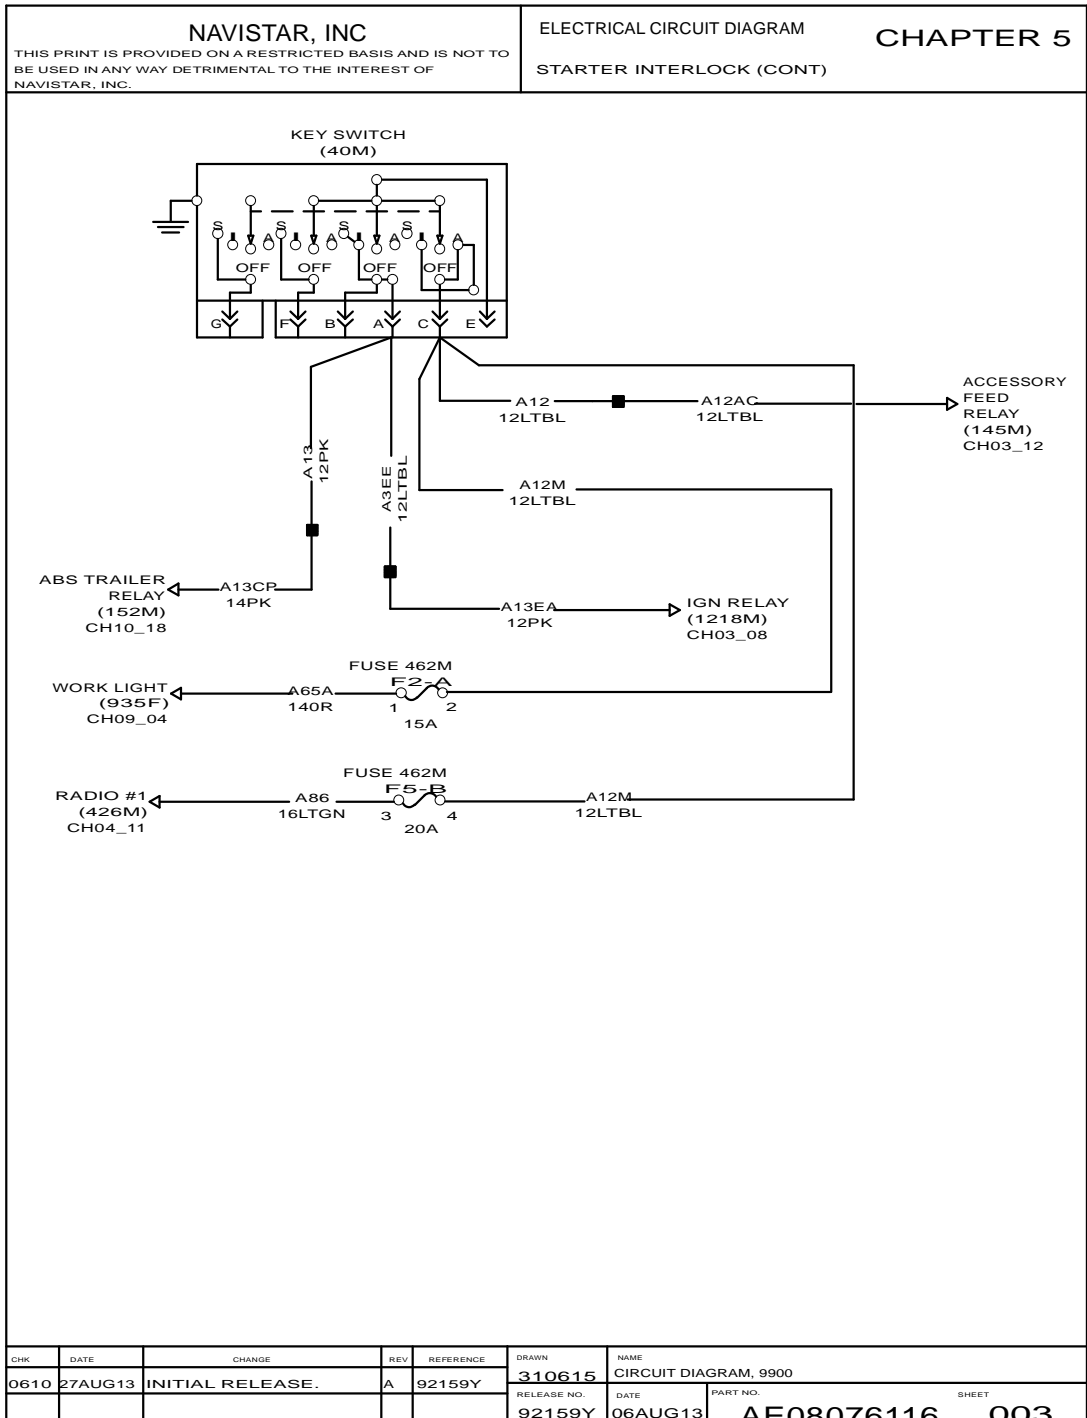 NAVISTAR, INC
THIS PRINT IS PROVIDED ON A RESTRICTED BASIS AND IS NOT TO
BE USED IN ANY WAY DETRIMENTAL TO THE INTEREST OF
NAVISTAR, INC.
ELECTRICAL CIRCUIT DIAGRAM
STARTER INTERLOCK (CONT)
CHAPTER 5
KEY SWITCH
(40M)
S I A S I A S I A S I A
OFF OFF OFF OFF
G F B A C E
A12
12LTBL
A12AC
12LTBL
ACCESSORY
FEED
RELAY
(145M)
CH03_12
A13
12PK
A3EE
12LTBL
A12M
12LTBL
ABS TRAILER
RELAY
(152M)
CH10_18
A13CP
14PK
A13EA
12PK
IGN RELAY
(1218M)
CH03_08
WORK LIGHT
(935F)
CH09_04
A65A
140R
FUSE 462M
F2-A
1 2
15A
RADIO #1
(426M)
CH04_11
A86
16LTGN
FUSE 462M
F5-B
3 4
20A
A12M
12LTBL
CHK DATE CHANGE REV REFERENCE
0610 27AUG13 INITIAL RELEASE. A 92159Y
DRAWN
310615
NAME
CIRCUIT DIAGRAM, 9900
RELEASE NO.
92159Y
DATE
06AUG13
PART NO.
AE08076116
SHEET
003